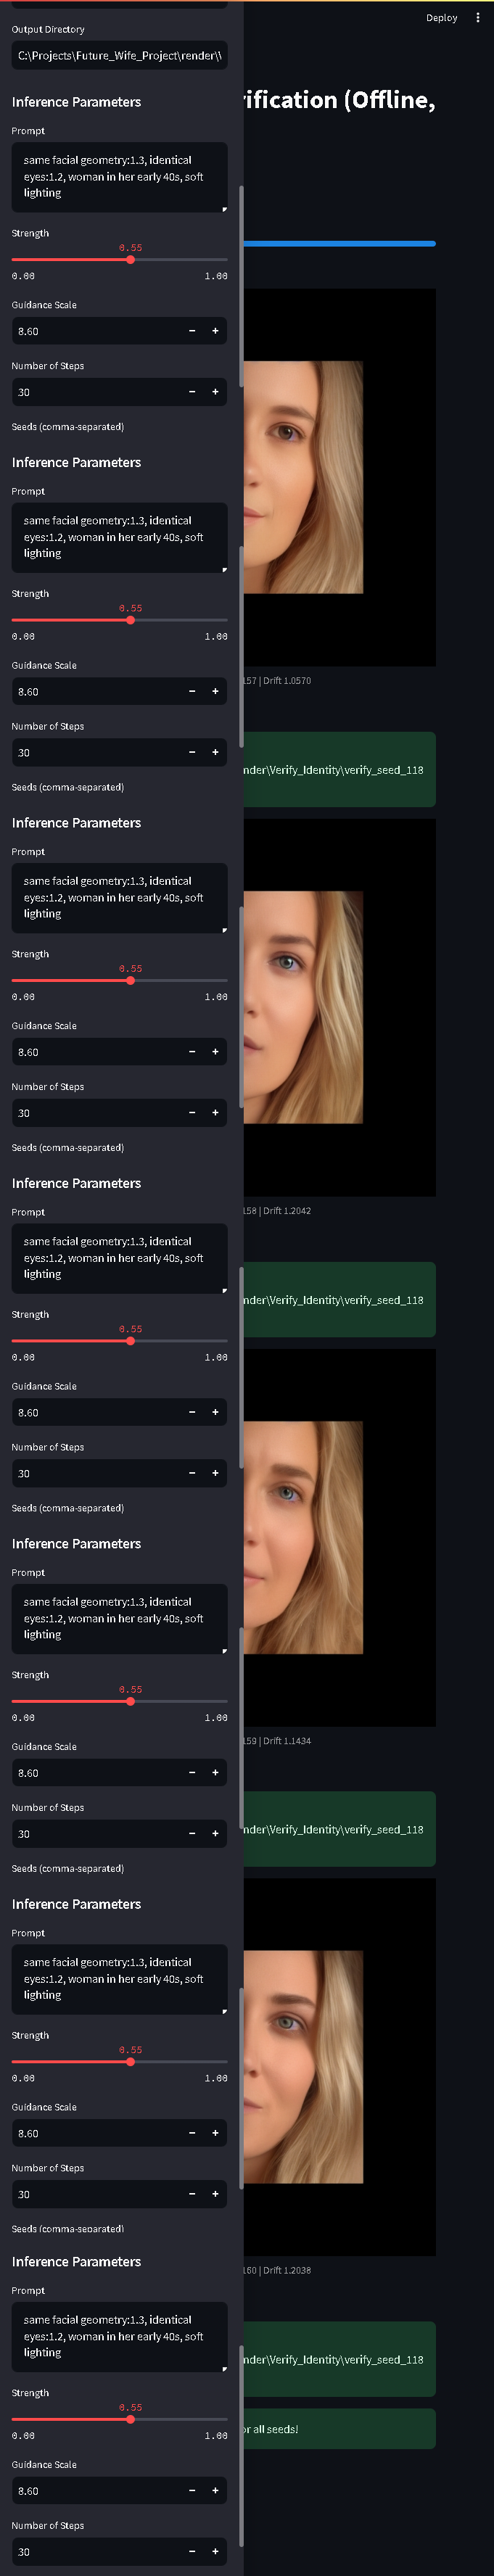 Output Directory
C:\Projects\Future_Wife_Project\render\\
Deploy
rification (Offline,
Inference Parameters
Prompt
same facial geometry:1.3, identical
eyes:1.2, woman in her early 40s, soft
lighting
Strength
0.55
0.00 1.00
Guidance Scale
8.60
Number of Steps
30
Seeds (comma-separated)
157 | Drift 1.0570
Inference Parameters
Prompt
same facial geometry:1.3, identical
eyes:1.2, woman in her early 40s, soft
lighting
Strength
0.55
0.00 1.00
Guidance Scale
8.60
Number of Steps
30
Seeds (comma-separated)
nder\Verify_Identity\verify_seed_118
Inference Parameters
Prompt
same facial geometry:1.3, identical
eyes:1.2, woman in her early 40s, soft
lighting
Strength
0.55
0.00 1.00
Guidance Scale
8.60
Number of Steps
30
Seeds (comma-separated)
158 | Drift 1.2042
Inference Parameters
Prompt
same facial geometry:1.3, identical
eyes:1.2, woman in her early 40s, soft
lighting
Strength
0.55
0.00 1.00
Guidance Scale
8.60
Number of Steps
30
Seeds (comma-separated)
nder\Verify_Identity\verify_seed_118
Inference Parameters
Prompt
same facial geometry:1.3, identical
eyes:1.2, woman in her early 40s, soft
lighting
Strength
0.55
0.00 1.00
Guidance Scale
8.60
Number of Steps
30
Seeds (comma-separated)
159 | Drift 1.1434
nder\Verify_Identity\verify_seed_118
Inference Parameters
Prompt
same facial geometry:1.3, identical
eyes:1.2, woman in her early 40s, soft
lighting
Strength
0.55
0.00 1.00
Guidance Scale
8.60
Number of Steps
30
Seeds (comma-separated)
160 | Drift 1.2038
Inference Parameters
Prompt
same facial geometry:1.3, identical
eyes:1.2, woman in her early 40s, soft
lighting
Strength
0.55
0.00 1.00
Guidance Scale
8.60
Number of Steps
30
nder\Verify_Identity\verify_seed_118
or all seeds!